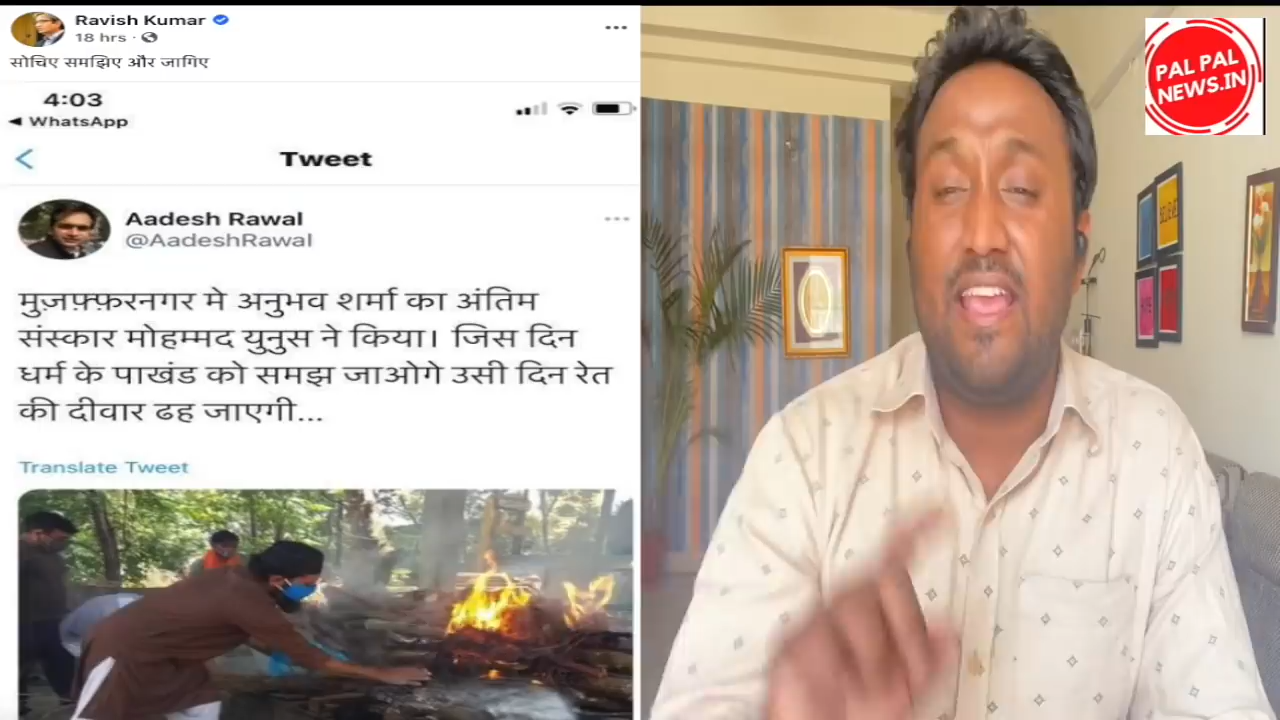 Ravish Kumar
18 hrs ·
सोचिए समझिए और जागिए
4:03
WhatsApp
Tweet
Aadesh Rawal
@AadeshRawal
मुज़फ़्फ़रनगर मे अनुभव शर्मा का अंतिम
संस्कार मोहम्मद युनुस ने किया। जिस दिन
धर्म के पाखंड को समझ जाओगे उसी दिन रेत
की दीवार ढह जाएगी...
Translate Tweet
PAL PAL
NEWS.IN
BELIEVE